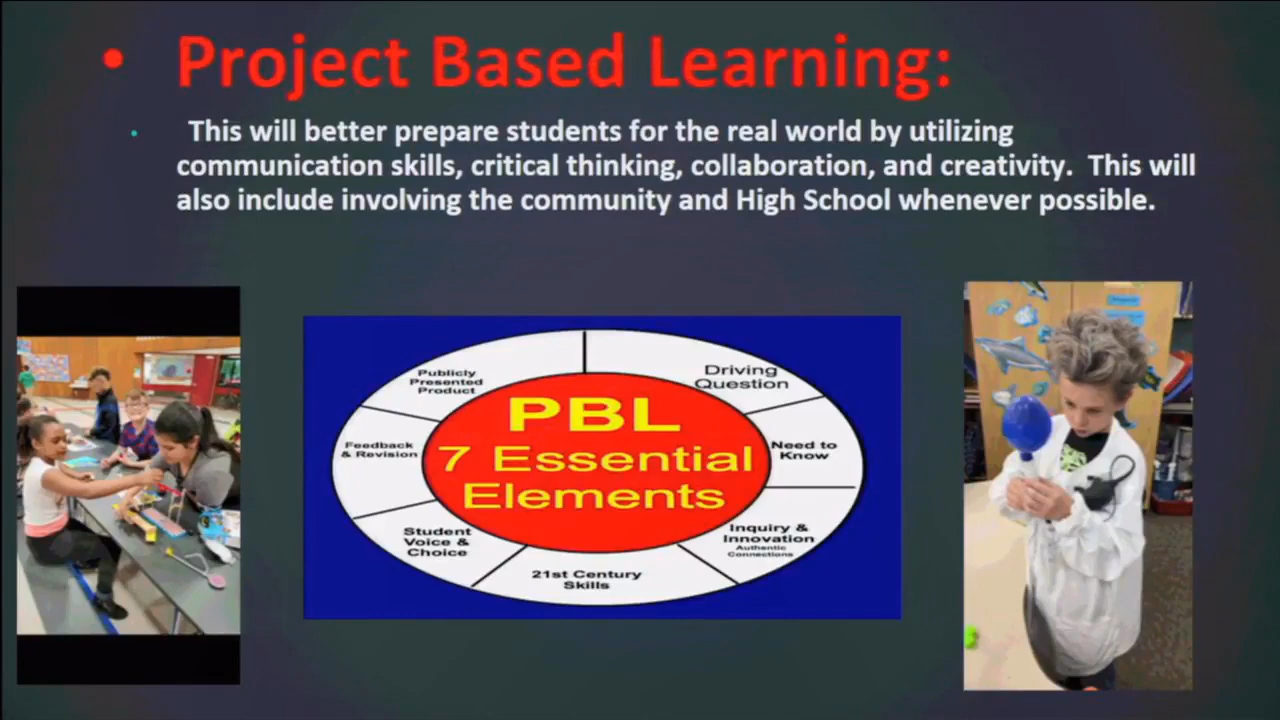 • Project Based Learning:
• This will better prepare students for the real world by utilizing
communication skills, critical thinking, collaboration, and creativity. This will
also include involving the community and High School whenever possible.
Publicly
Presented
Product
Driving
Question
Feedback
& Revision
PBL
7 Essential
Elements
Need to
Know
Student
Voice &
Choice
Inquiry &
Innovation
Authentic
Connections
21st Century
Skills